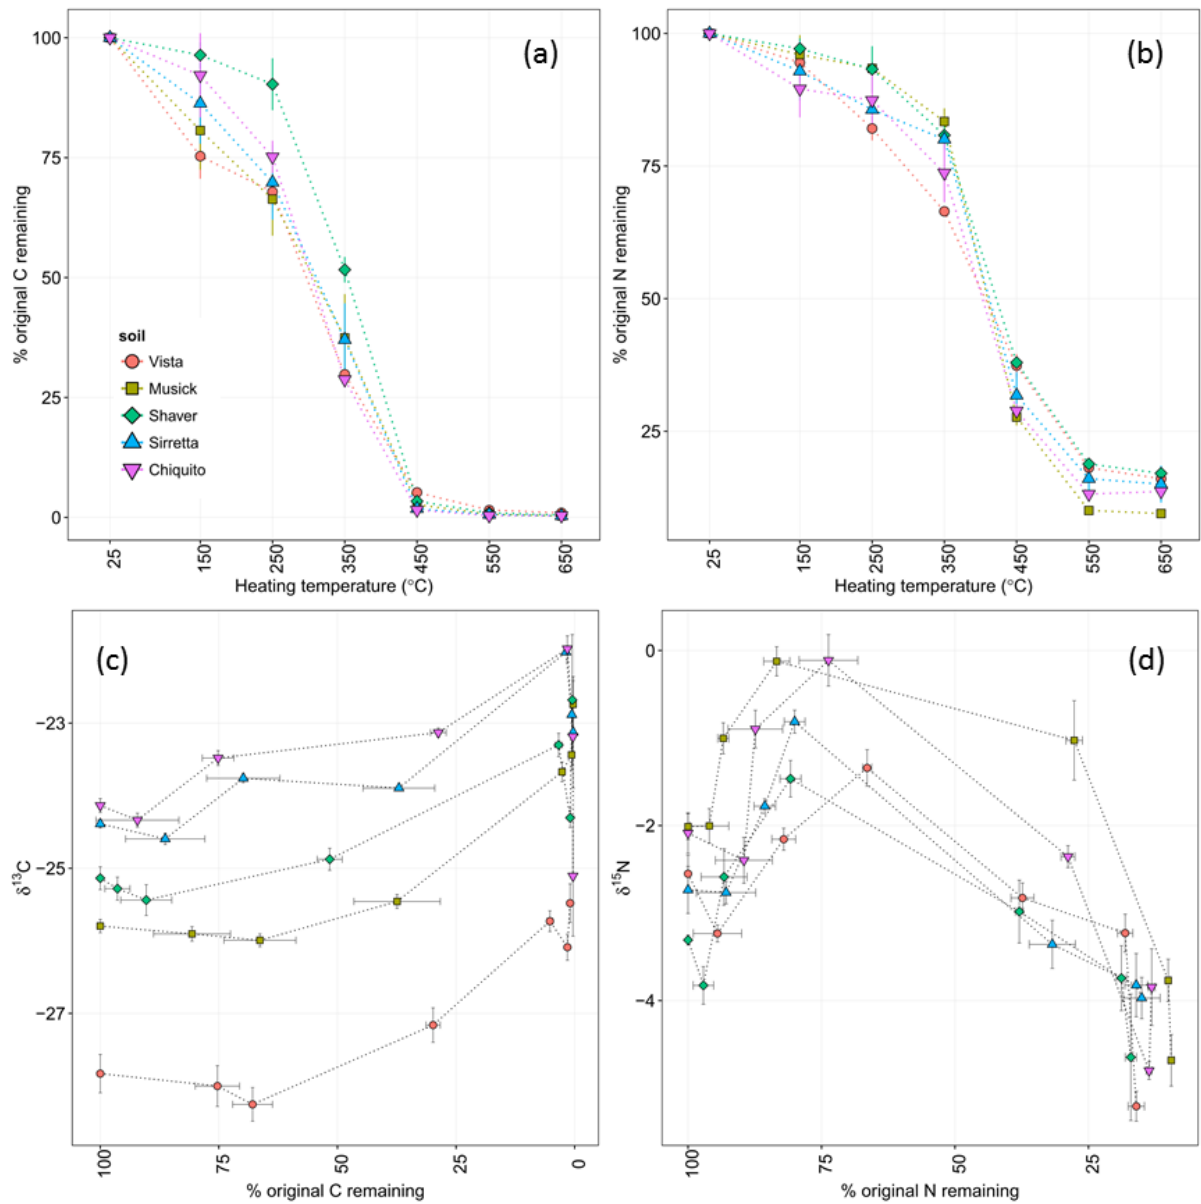 (a)
% original C remaining
100
75
50
25
0
soil
Vista
Musick
Shaver
Sirretta
Chiquito
25
150
250
350
450
550
650
Heating temperature (°C)
(b)
% original N remaining
100
75
50
25
25
150
250
350
450
550
650
Heating temperature (°C)
(c)
δ13C
−23
−25
−27
100
75
50
25
0
% original C remaining
(d)
δ15N
0
−2
−4
100
75
50
25
% original N remaining